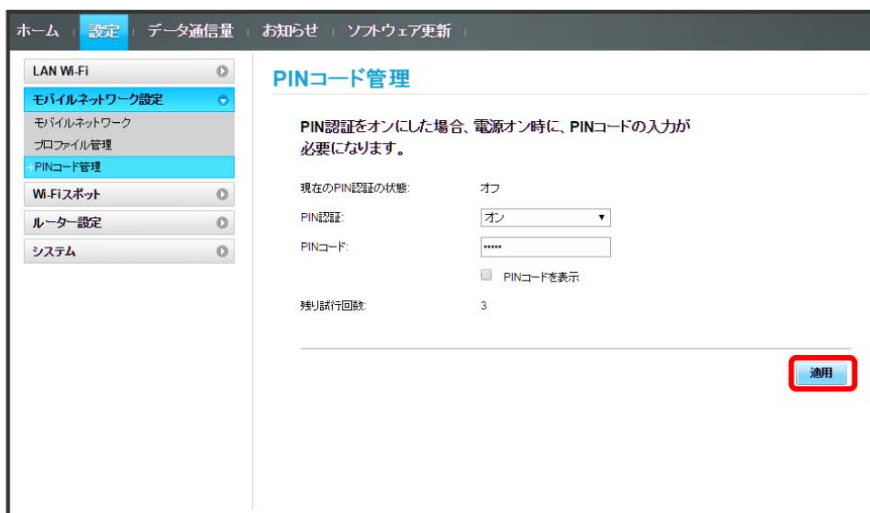 ホーム 設定 データ通信量 お知らせ ソフトウェア更新
LAN Wi-Fi
モバイルネットワーク設定
モバイルネットワーク
プロファイル管理
PINコード管理
Wi-Fiスポット
ルーター設定
システム
PINコード管理
PIN認証をオンにした場合、電源オン時に、PINコードの入力が
必要になります。
現在のPIN認証の状態: オフ
PIN認証: オン
PINコード: •••••
PINコードを表示
残り試行回数: 3
適用